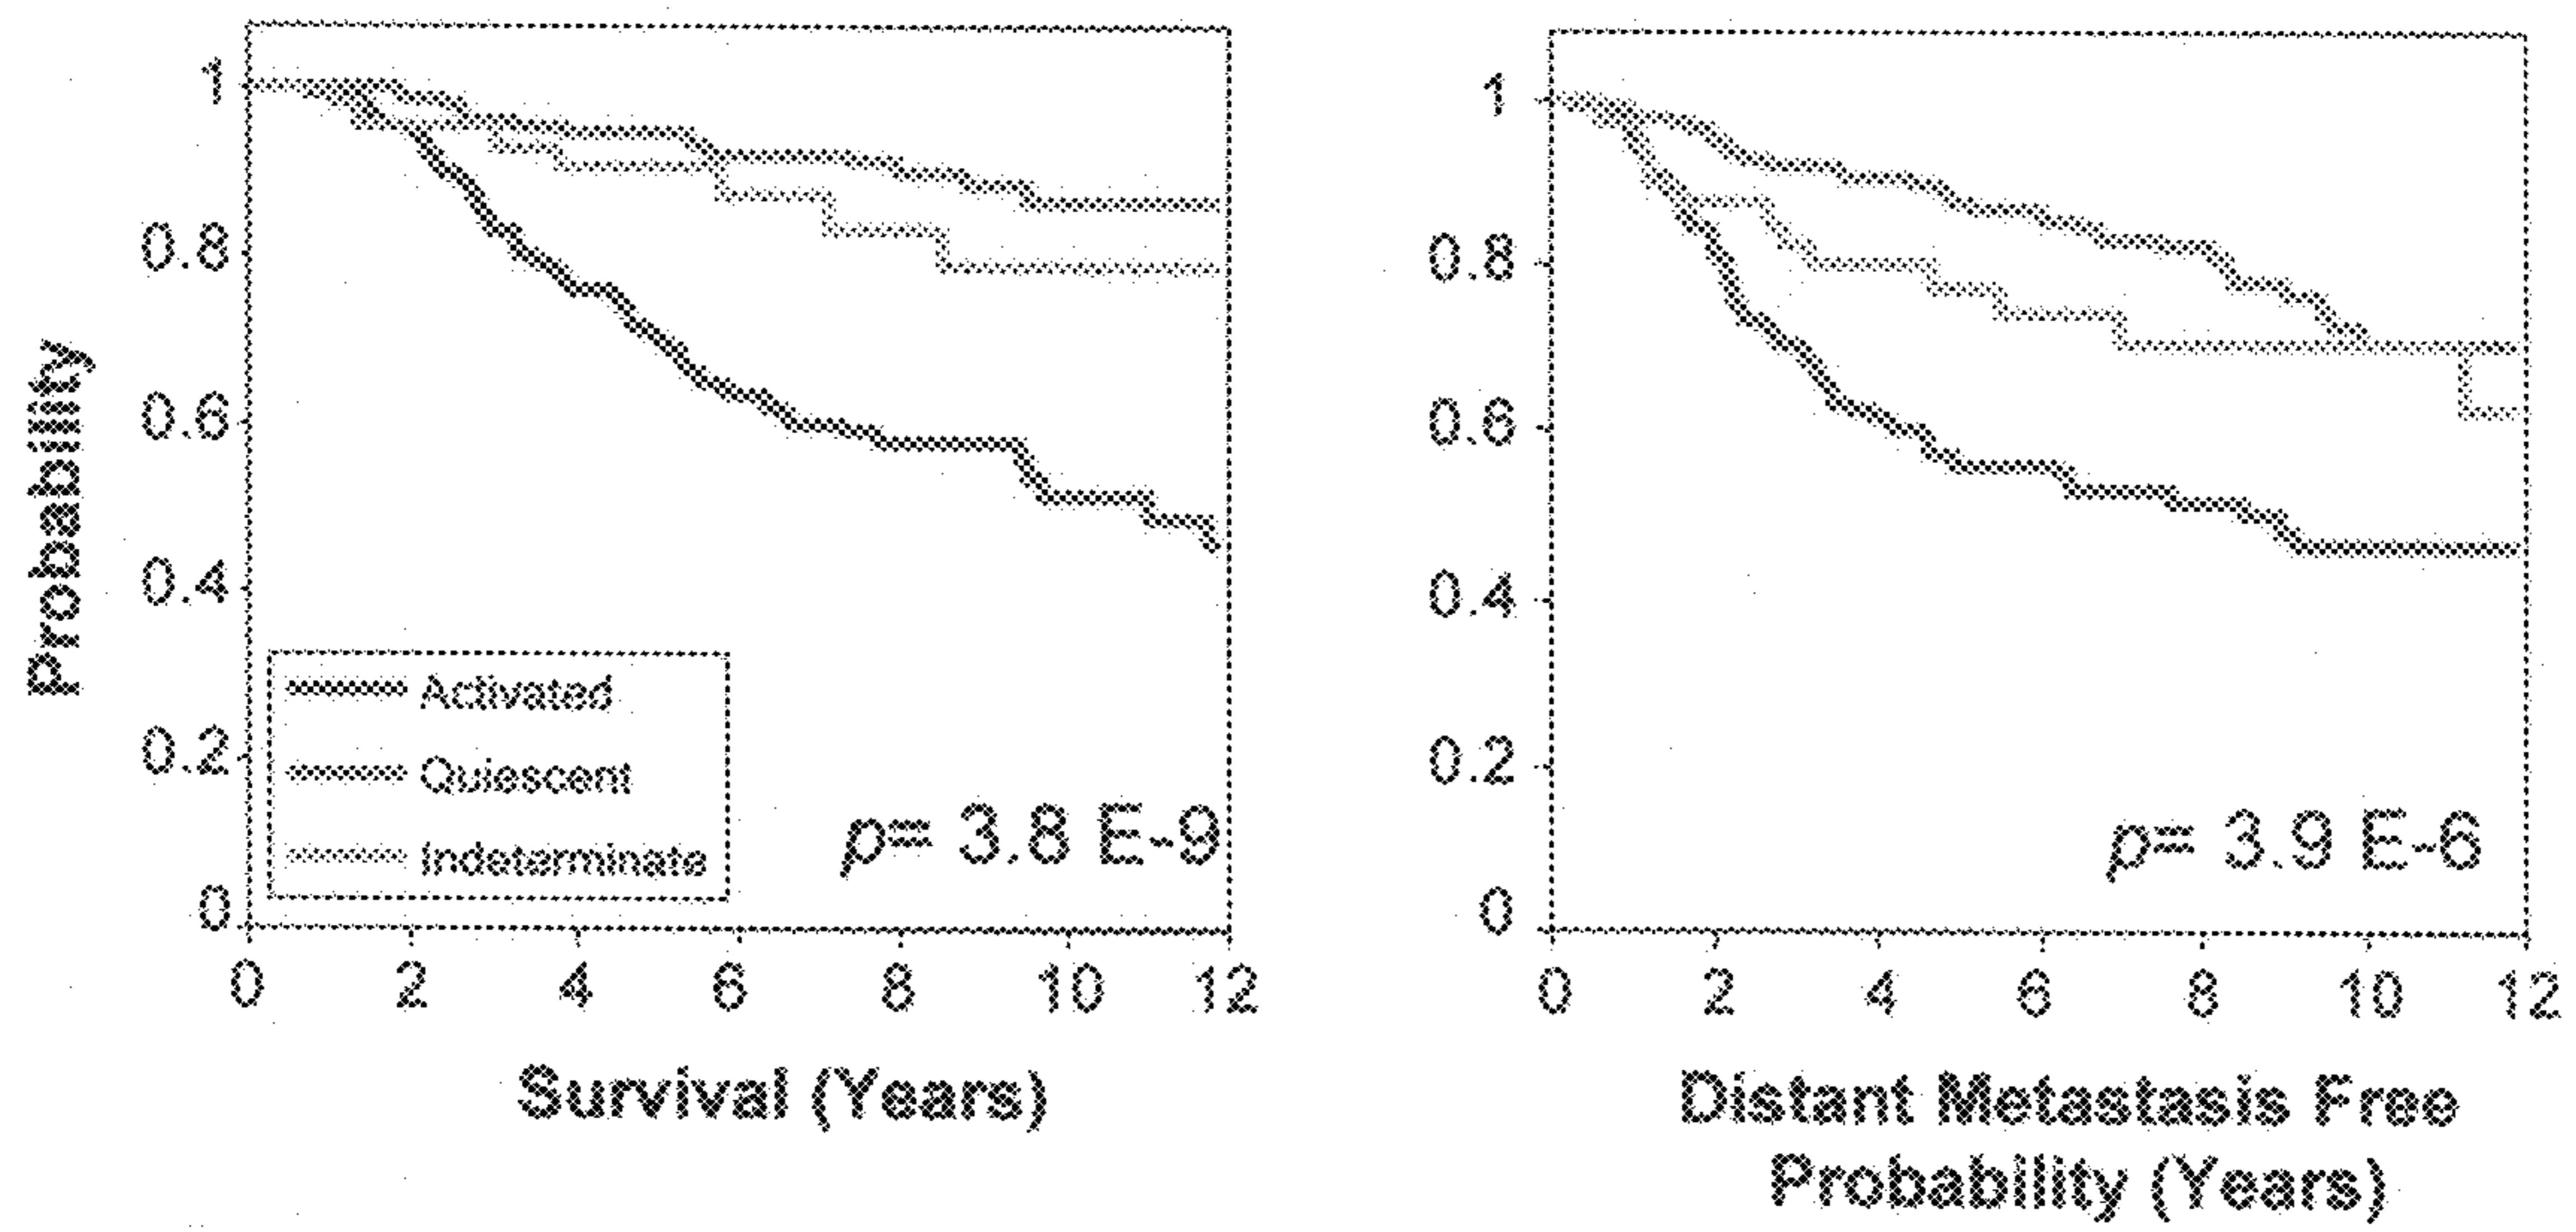 Probability
1
0.8
0.6
0.4
0.2
0
Activated
Quiescent
Indeterminate
p= 3.8 E-9
0 2 4 6 8 10 12
Survival (Years)
1
0.8
0.6
0.4
0.2
0
p= 3.9 E-6
0 2 4 6 8 10 12
Distant Metastasis Free
Probability (Years)